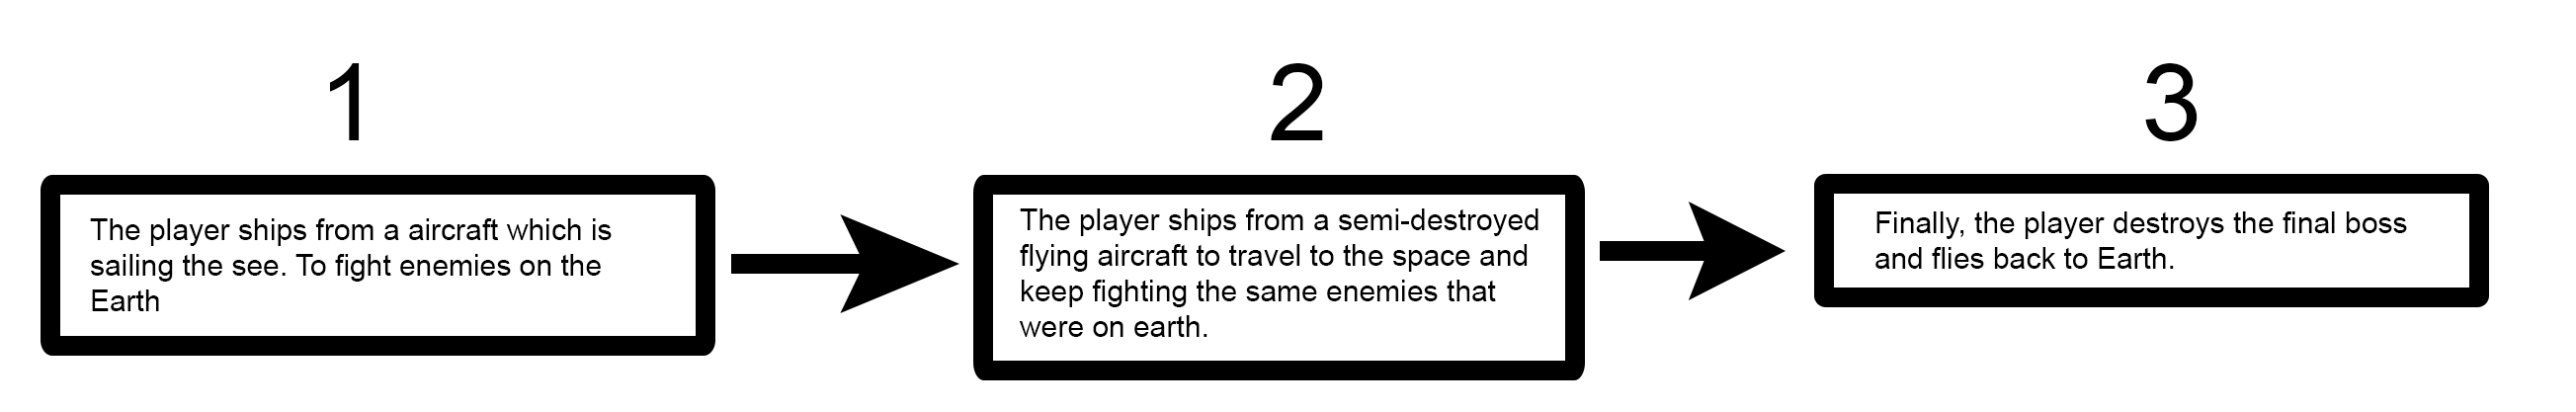 1
The player ships from a aircraft which is
sailing the see. To fight enemies on the
Earth
2
The player ships from a semi-destroyed
flying aircraft to travel to the space and
keep fighting the same enemies that
were on earth.
3
Finally, the player destroys the final boss
and flies back to Earth.